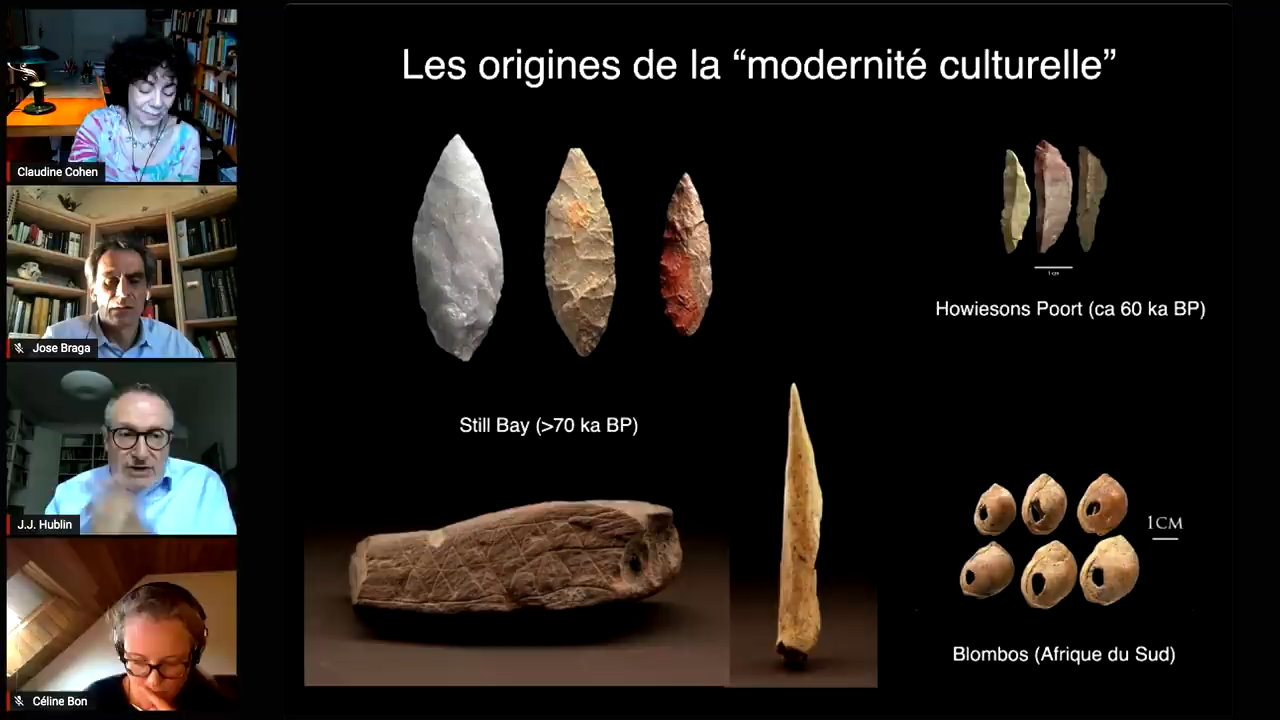 Les origines de la “modernité culturelle”
Claudine Cohen
Jose Braga
J.J. Hublin
Céline Bon
Howiesons Poort (ca 60 ka BP)
Still Bay (>70 ka BP)
1CM
Blombos (Afrique du Sud)